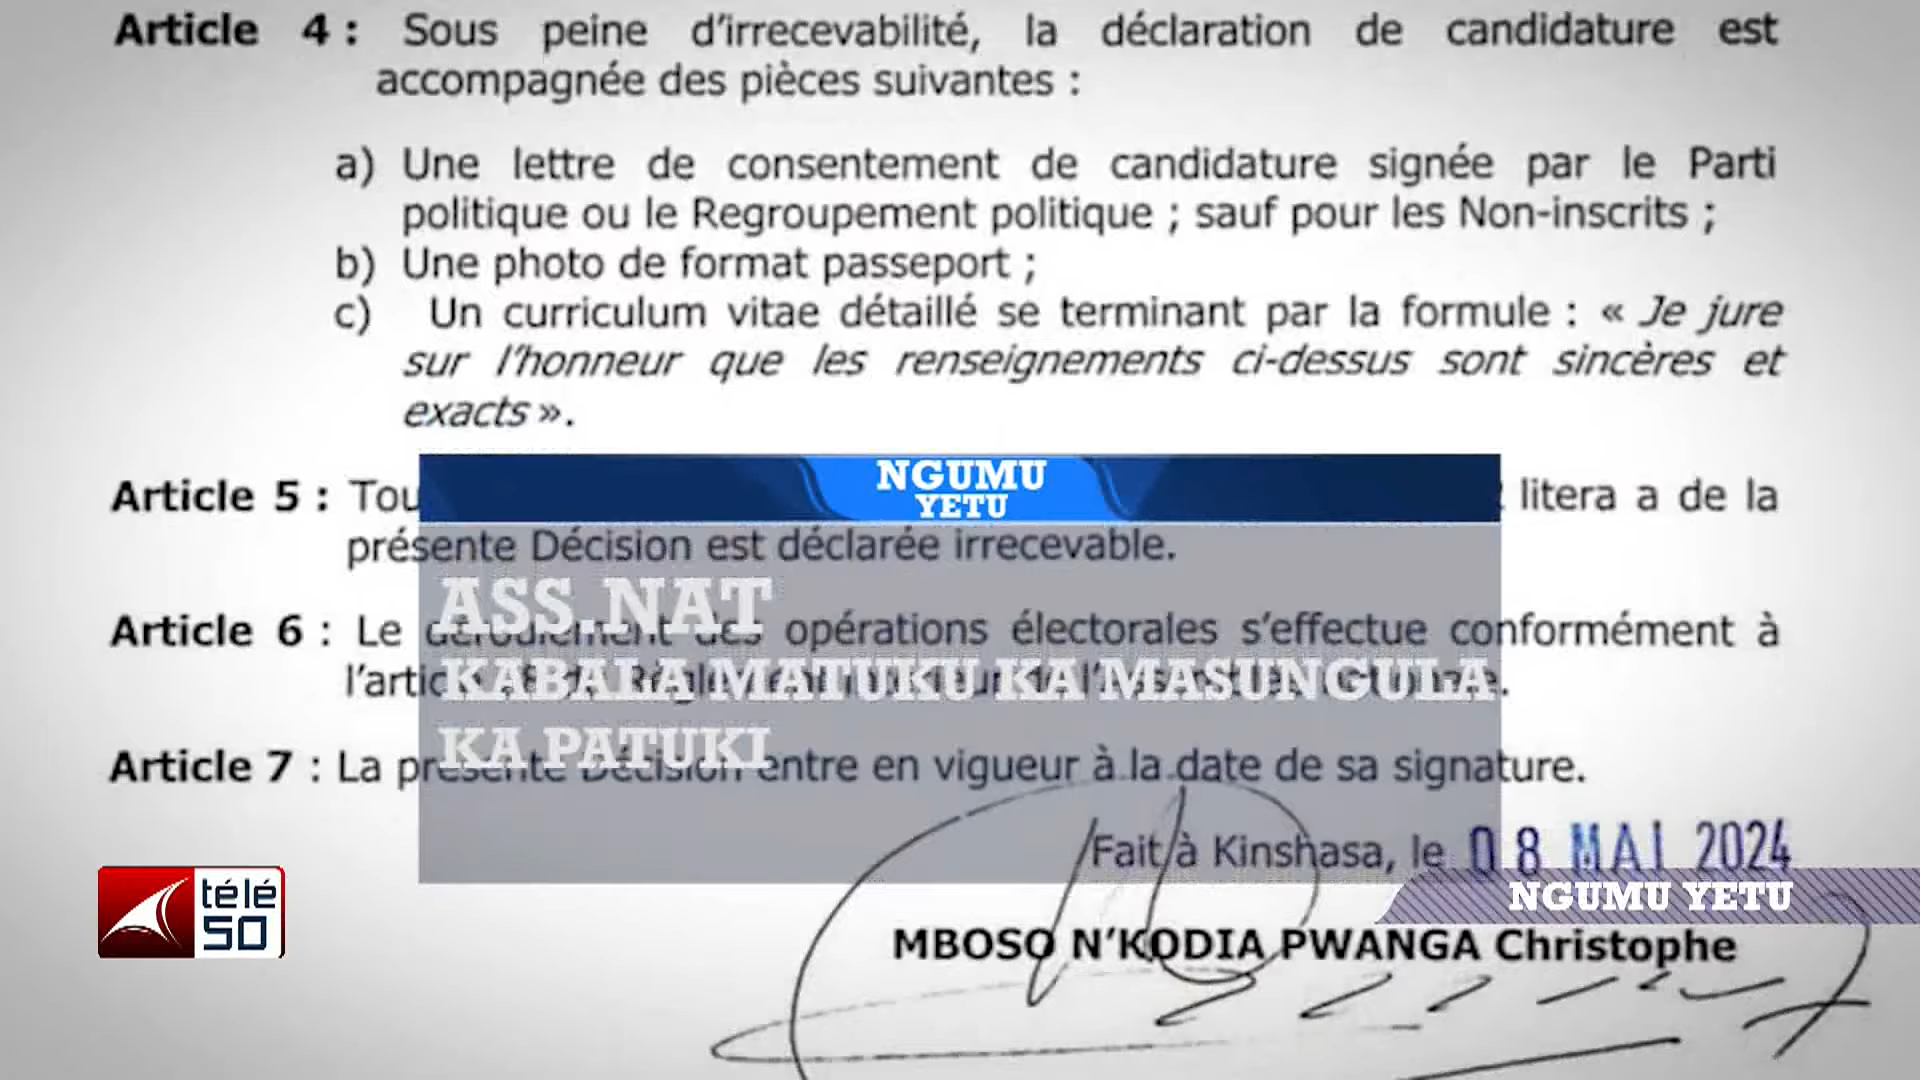 Article 4 : Sous peine d'irrecevabilité, la déclaration de candidature est
accompagnée des pièces suivantes :
a) Une lettre de consentement de candidature signée par le Parti
politique ou le Regroupement politique ; sauf pour les Non-inscrits ;
b) Une photo de format passeport ;
c) Un curriculum vitae détaillé se terminant par la formule : « Je jure
sur l'honneur que les renseignements ci-dessus sont sincères et
exacts ».
NGUMU
YETU
Article 5 : litera a de la
présente Décision est déclarée irrecevable.
ASS.NAT
Article 6 : Le déroulement des opérations électorales s'effectue conformément à
KABALA MATUKU KA MASUNGULA
KA PATUKI
Article 7 : La présente Décision entre en vigueur à la date de sa signature.
Fait à Kinshasa, le 08 MAI 2024
NGUMU YETU
télé
50
MBOSO N'KODIA PWANGA Christophe